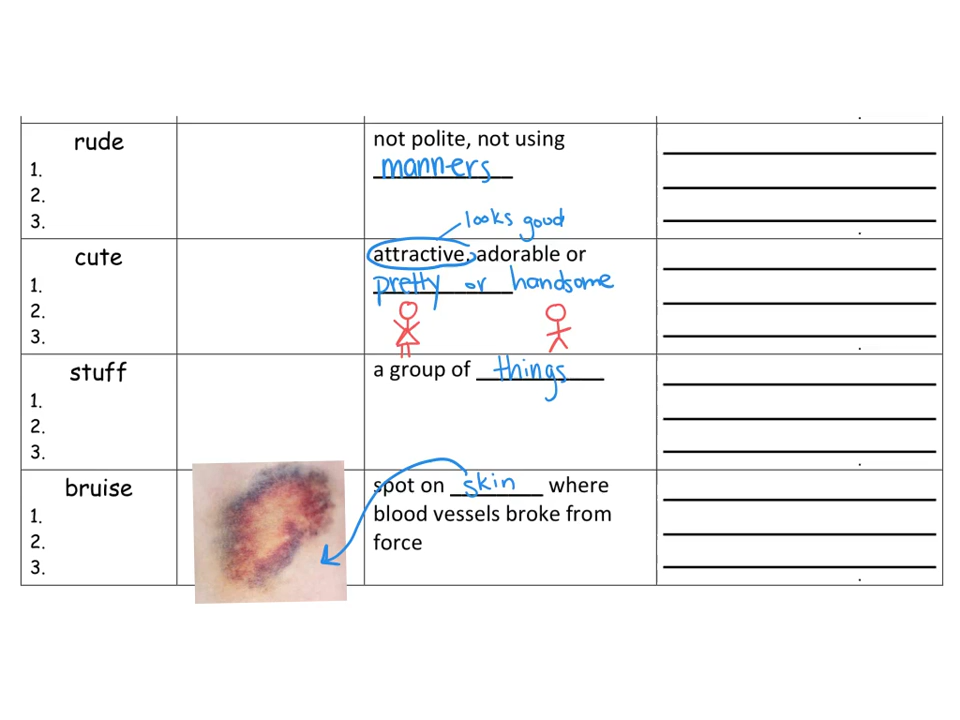 rude
1.
2.
3.
not polite, not using
manners
looks good
cute
1.
2.
3.
attractive, adorable or
pretty or handsome
stuff
1.
2.
3.
a group of things
bruise
1.
2.
3.
spot on skin where
blood vessels broke from
force